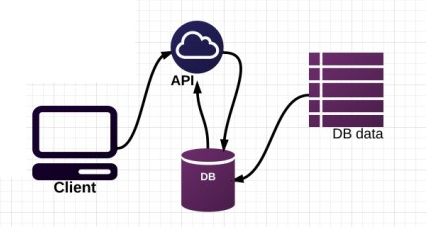 API
DB data
DB
Client